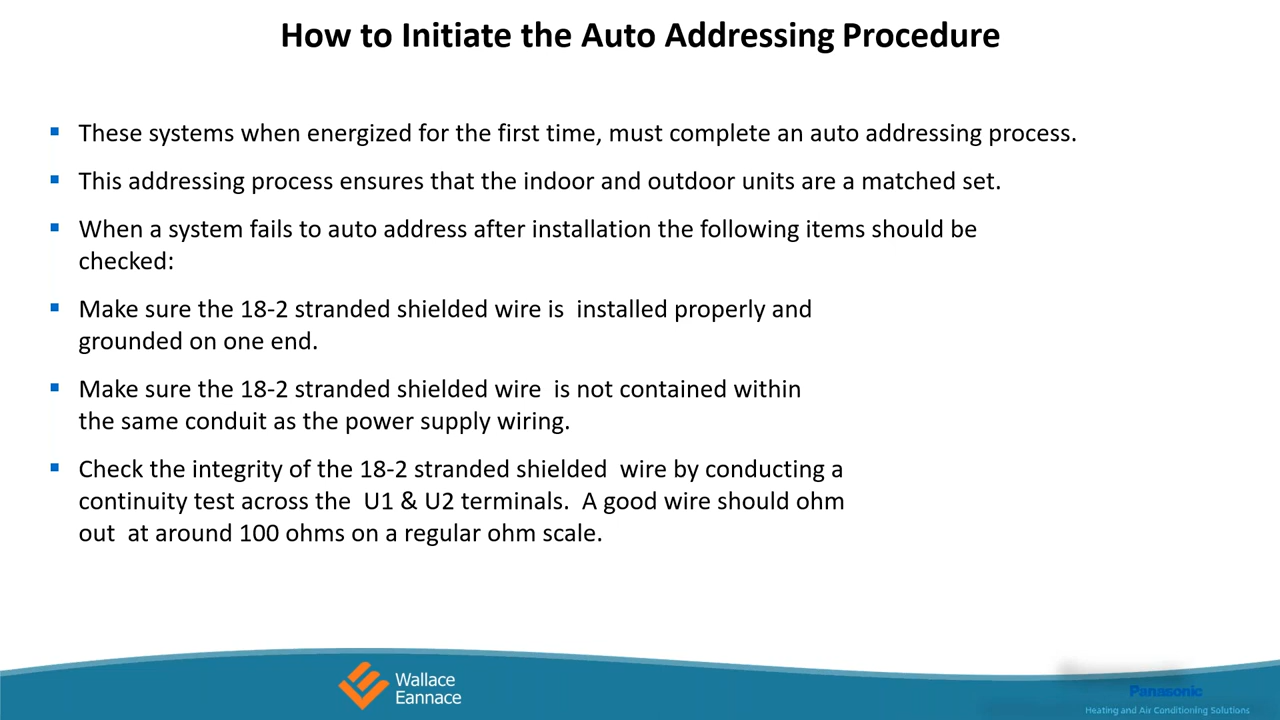 How to Initiate the Auto Addressing Procedure
▪ These systems when energized for the first time, must complete an auto addressing process.
▪ This addressing process ensures that the indoor and outdoor units are a matched set.
▪ When a system fails to auto address after installation the following items should be
checked:
▪ Make sure the 18-2 stranded shielded wire is  installed properly and
grounded on one end.
▪ Make sure the 18-2 stranded shielded wire  is not contained within
the same conduit as the power supply wiring.
▪ Check the integrity of the 18-2 stranded shielded  wire by conducting a
continuity test across the  U1 & U2 terminals.  A good wire should ohm
out  at around 100 ohms on a regular ohm scale.
Wallace
Eannace
Panasonic
Heating and Air Conditioning Solutions